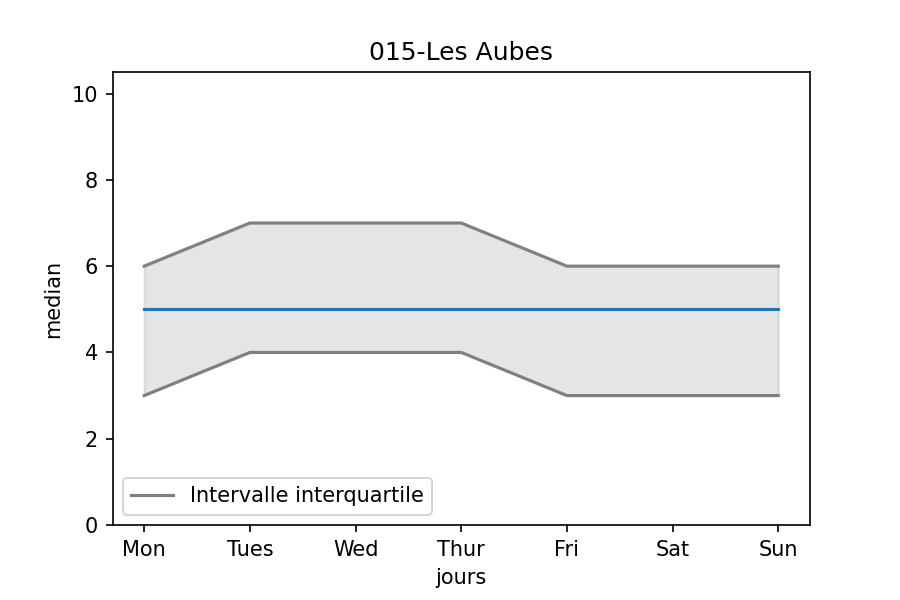 015-Les Aubes
10
8
6
4
2
0
median
Intervalle interquartile
Mon Tues Wed Thur Fri Sat Sun
jours